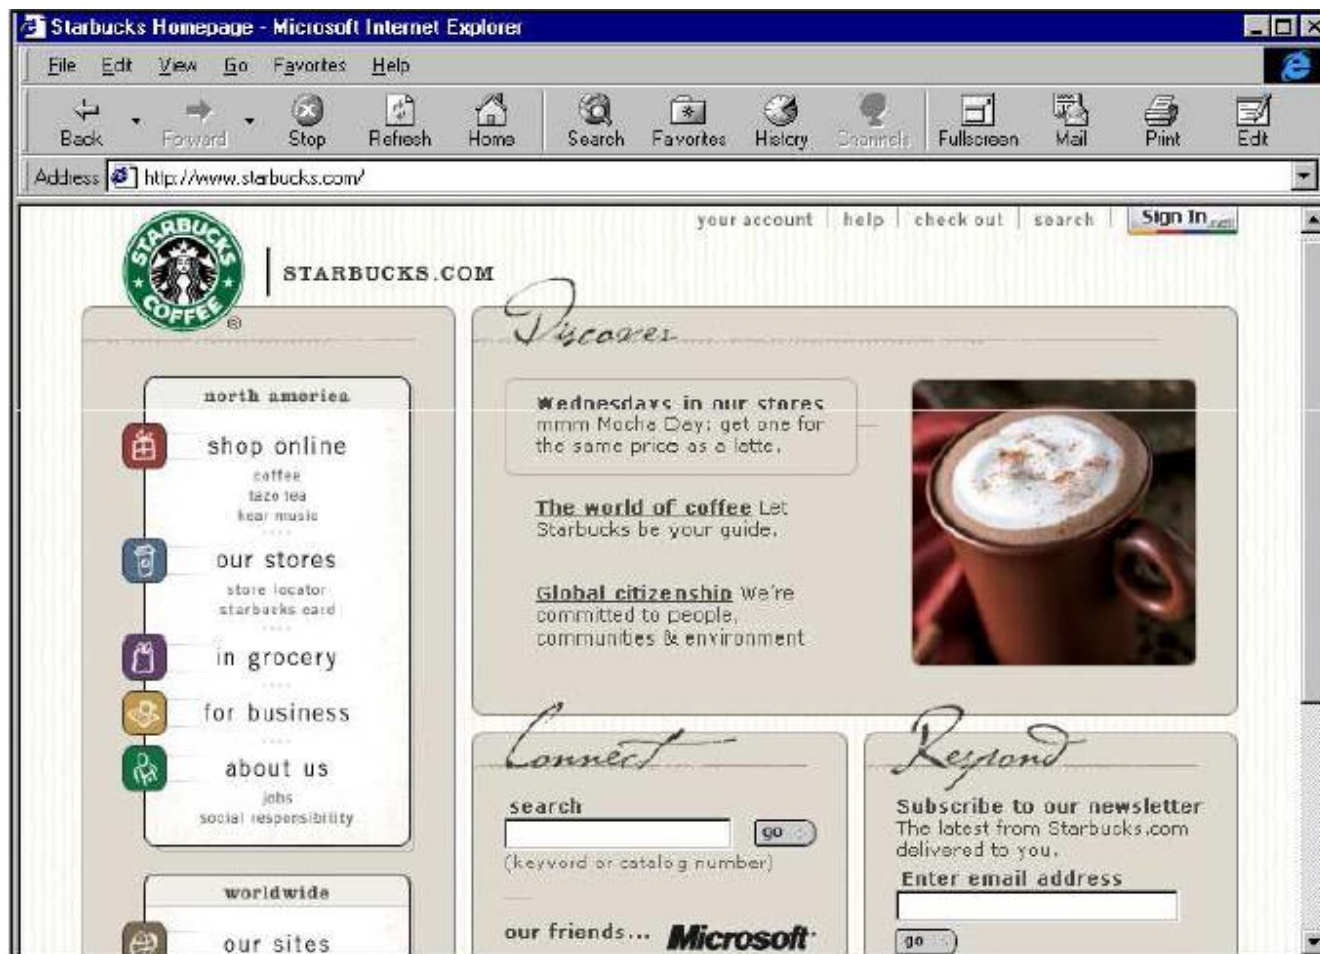 Starbucks Homepage - Microsoft Internet Explorer
File Edit View Go Favorites Help
Back Forward Stop Refresh Home Search Favorites History Channels Fullscreen Mail Print Edit
Address http://www.starbucks.com/
your account | help | check out | search | Sign In .net
STARBUCKS COFFEE ®
STARBUCKS.COM
north america
shop online
coffee
tazo tea
hear music
our stores
store locator
starbucks card
in grocery
for business
about us
jobs
social responsibility
worldwide
our sites
Discover
Wednesdays in our stores
mmm Mocha Day: get one for
the same price as a latte.
The world of coffee Let
Starbucks be your guide.
Global citizenship We're
committed to people,
communities & environment
Connect
search
go
(keyword or catalog number)
our friends... Microsoft
Respond
Subscribe to our newsletter
The latest from Starbucks.com
delivered to you.
Enter email address
go